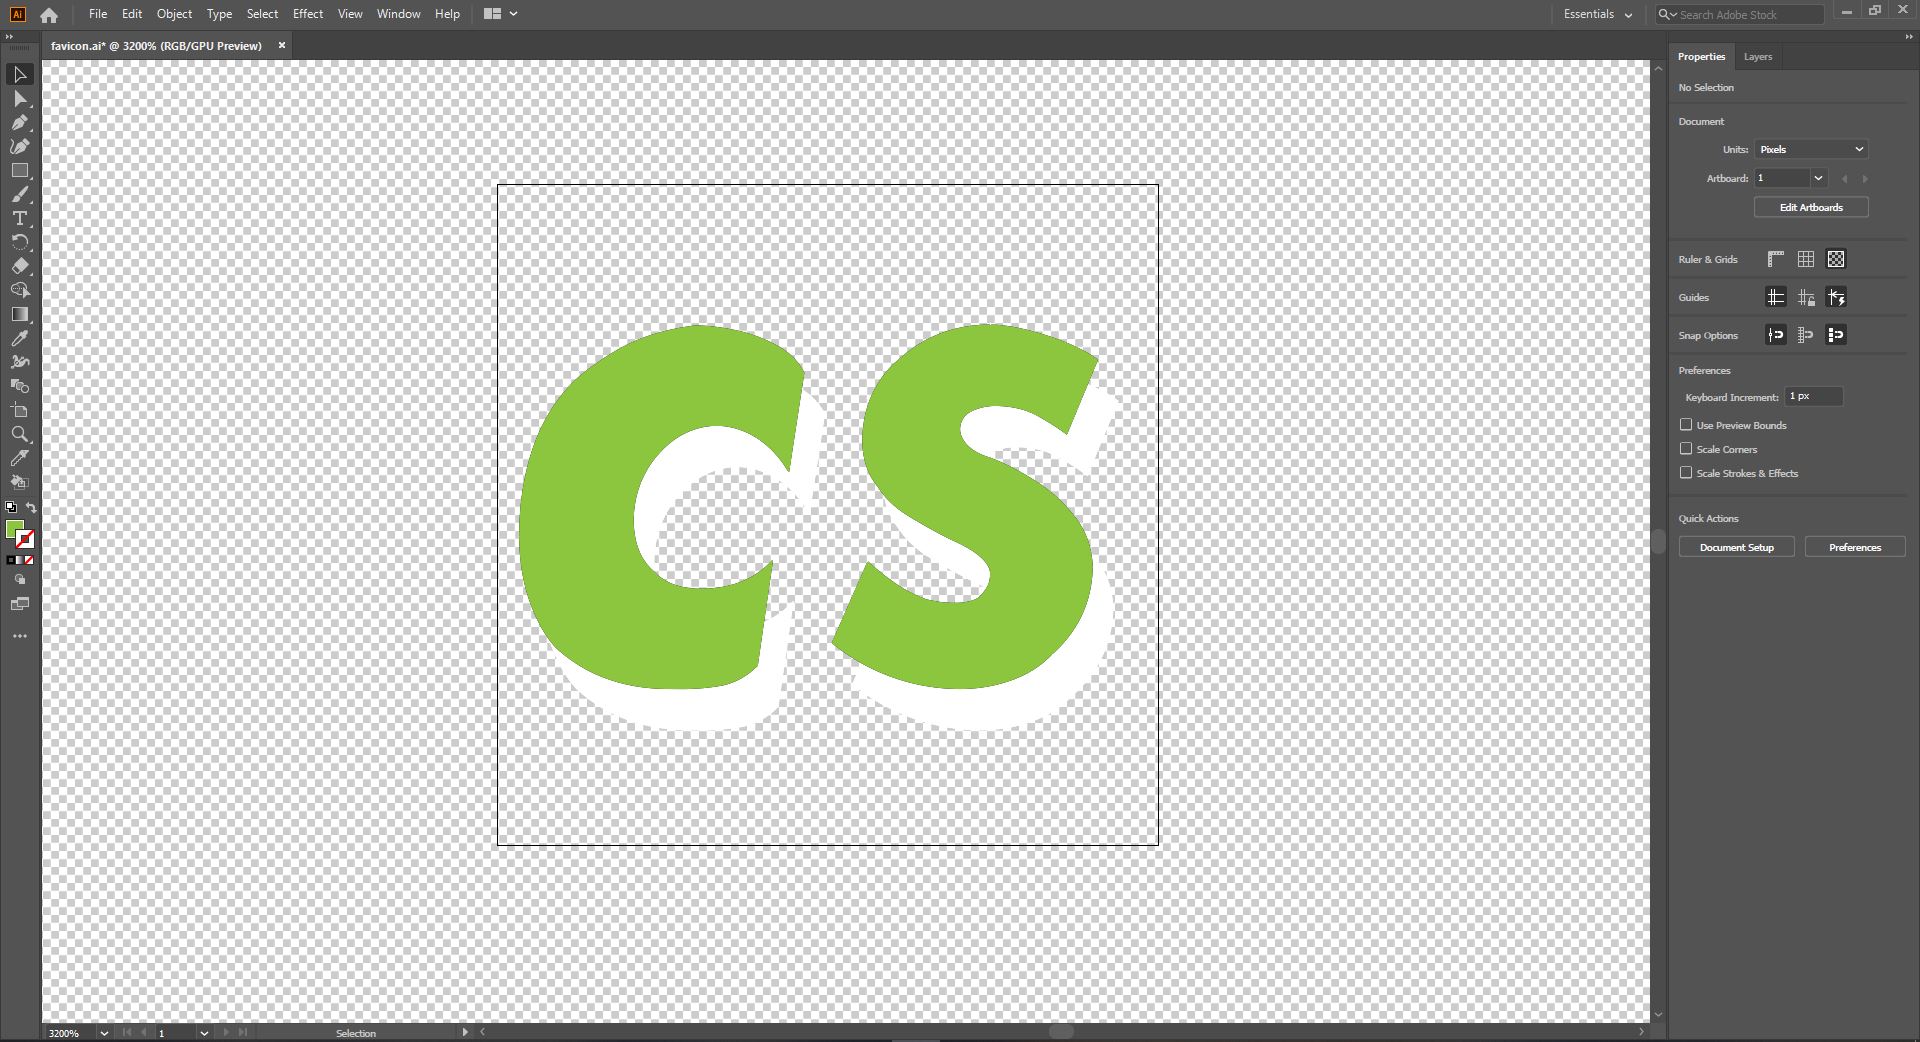 Ai File Edit Object Type Select Effect View Window Help Essentials Search Adobe Stock
favicon.ai* @ 3200% (RGB/GPU Preview) ×
CS
Properties Layers
No Selection
Document
Units: Pixels
Artboard: 1
Edit Artboards
Ruler & Grids
Guides
Snap Options
Preferences
Keyboard Increment: 1 px
Use Preview Bounds
Scale Corners
Scale Strokes & Effects
Quick Actions
Document Setup Preferences
3200% 1 Selection